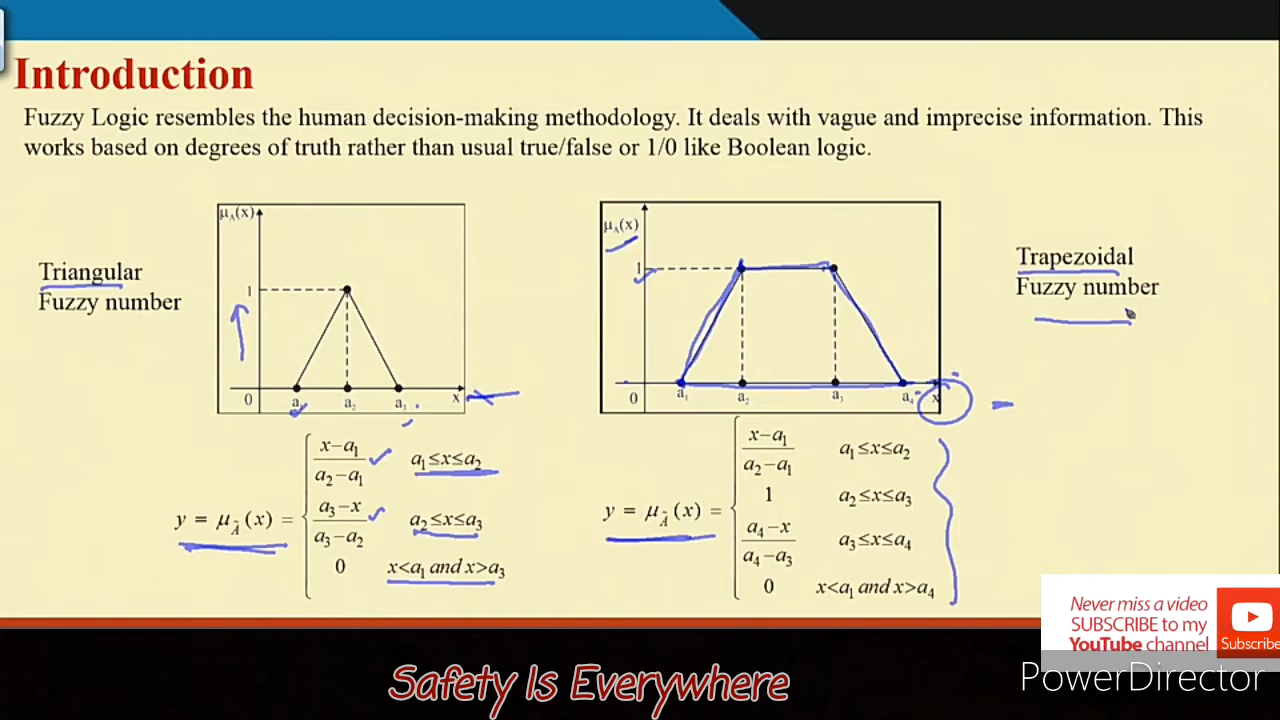 Introduction
Fuzzy Logic resembles the human decision-making methodology. It deals with vague and imprecise information. This
works based on degrees of truth rather than usual true/false or 1/0 like Boolean logic.
Triangular
Fuzzy number
μ_A(x)
1
0
a₁
a₂
a₃
x
μ_A(x)
1
0
a₁
a₂
a₃
a₄
x
Trapezoidal
Fuzzy number
y = μ_Ã(x) =
x−a₁
a₂−a₁
a₁≤x≤a₂
a₃−x
a₃−a₂
a₂≤x≤a₃
0
x<a₁ and x>a₃
y = μ_Ã(x) =
x−a₁
a₂−a₁
a₁≤x≤a₂
1
a₂≤x≤a₃
a₄−x
a₄−a₃
a₃≤x≤a₄
0
x<a₁ and x>a₄
Never miss a video
SUBSCRIBE to my
YouTube channel
Subscribe
PowerDirector
Safety Is Everywhere